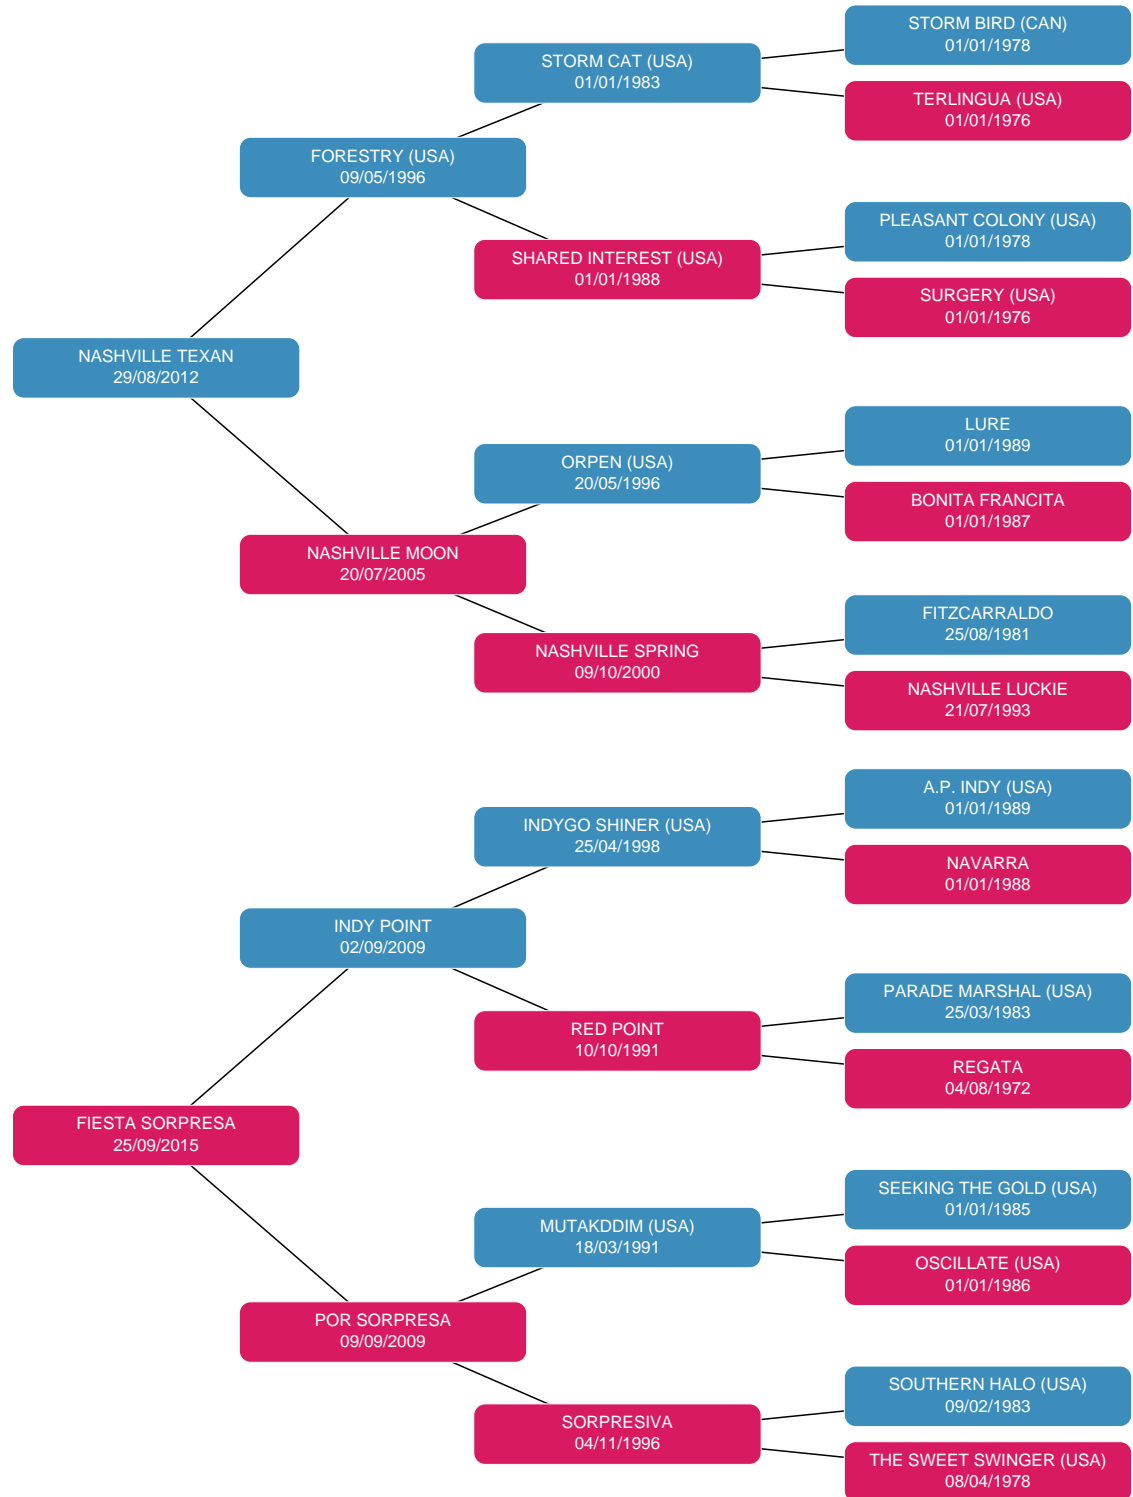 STORM BIRD (CAN)
01/01/1978
STORM CAT (USA)
01/01/1983
TERLINGUA (USA)
01/01/1976
FORESTRY (USA)
09/05/1996
PLEASANT COLONY (USA)
01/01/1978
SHARED INTEREST (USA)
01/01/1988
SURGERY (USA)
01/01/1976
NASHVILLE TEXAN
29/08/2012
LURE
01/01/1989
ORPEN (USA)
20/05/1996
BONITA FRANCITA
01/01/1987
NASHVILLE MOON
20/07/2005
FITZCARRALDO
25/08/1981
NASHVILLE SPRING
09/10/2000
NASHVILLE LUCKIE
21/07/1993
A.P. INDY (USA)
01/01/1989
INDYGO SHINER (USA)
25/04/1998
NAVARRA
01/01/1988
INDY POINT
02/09/2009
PARADE MARSHAL (USA)
25/03/1983
RED POINT
10/10/1991
REGATA
04/08/1972
FIESTA SORPRESA
25/09/2015
SEEKING THE GOLD (USA)
01/01/1985
MUTAKDDIM (USA)
18/03/1991
OSCILLATE (USA)
01/01/1986
POR SORPRESA
09/09/2009
SOUTHERN HALO (USA)
09/02/1983
SORPRESIVA
04/11/1996
THE SWEET SWINGER (USA)
08/04/1978